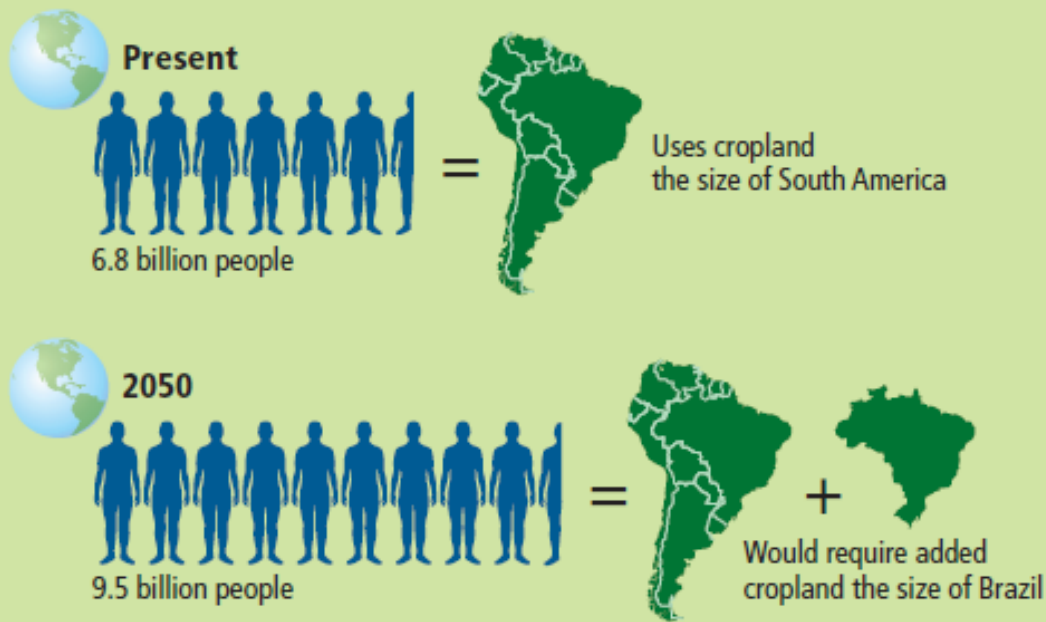 Present
=
Uses cropland
the size of South America
6.8 billion people
2050
=
+
Would require added
cropland the size of Brazil
9.5 billion people